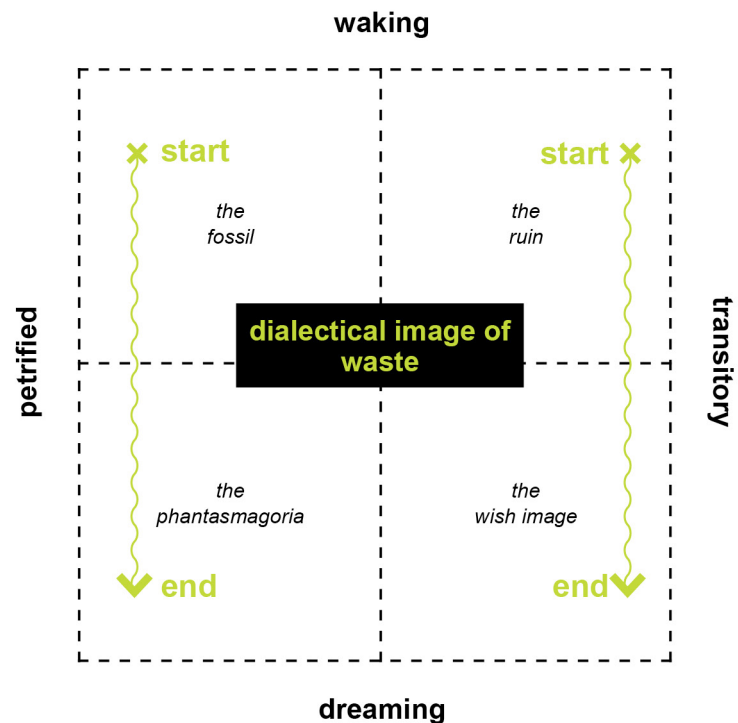 waking
start
start
the
fossil
the
ruin
petrified
dialectical image of
waste
transitory
the
phantasmagoria
the
wish image
end
end
dreaming